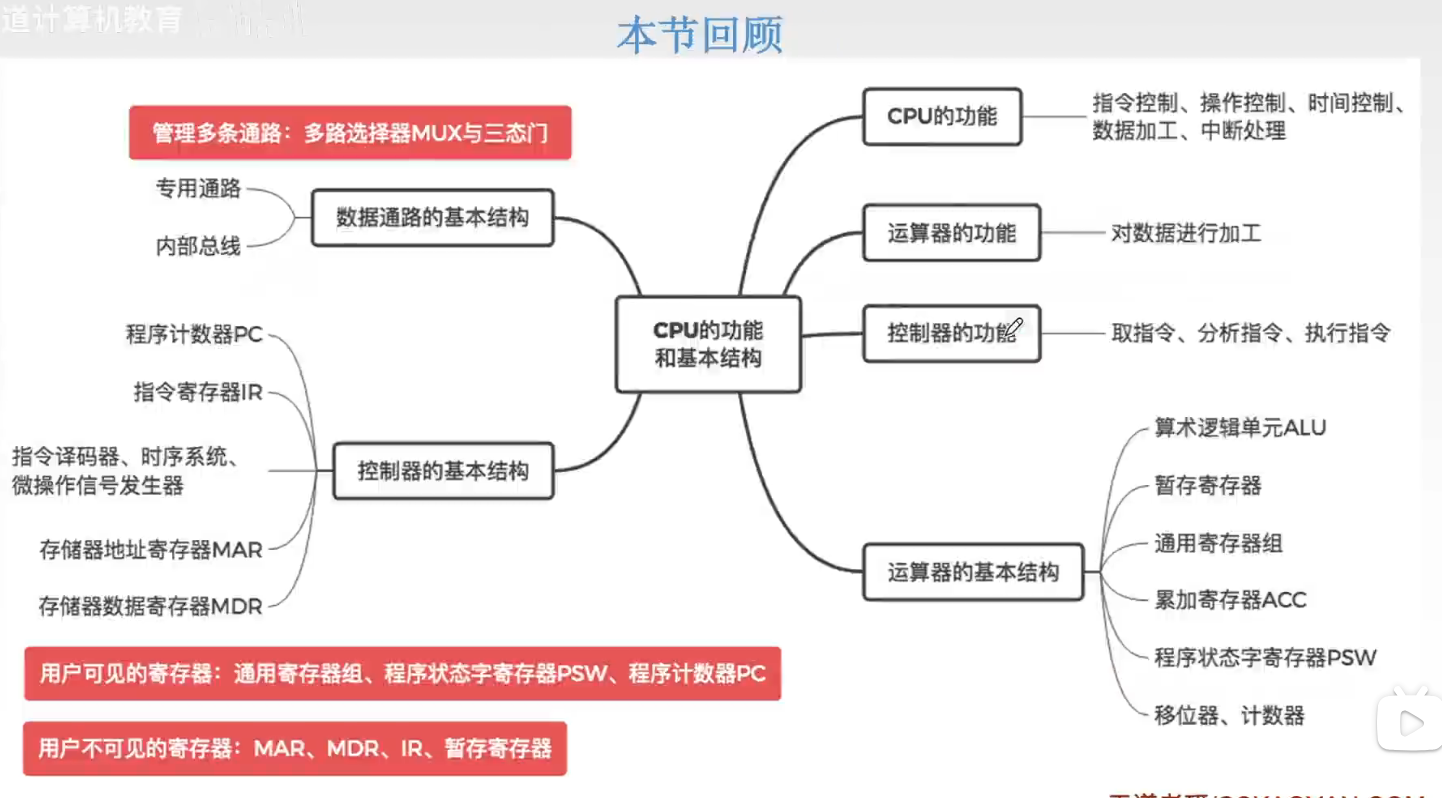 道计算机教育
本节回顾
管理多条通路：多路选择器MUX与三态门
专用通路
内部总线
数据通路的基本结构
程序计数器PC
指令寄存器IR
指令译码器、时序系统、
微操作信号发生器
存储器地址寄存器MAR
存储器数据寄存器MDR
控制器的基本结构
CPU的功能
和基本结构
CPU的功能
指令控制、操作控制、时间控制、
数据加工、中断处理
运算器的功能
对数据进行加工
控制器的功能
取指令、分析指令、执行指令
运算器的基本结构
算术逻辑单元ALU
暂存寄存器
通用寄存器组
累加寄存器ACC
程序状态字寄存器PSW
移位器、计数器
用户可见的寄存器：通用寄存器组、程序状态字寄存器PSW、程序计数器PC
用户不可见的寄存器：MAR、MDR、IR、暂存寄存器